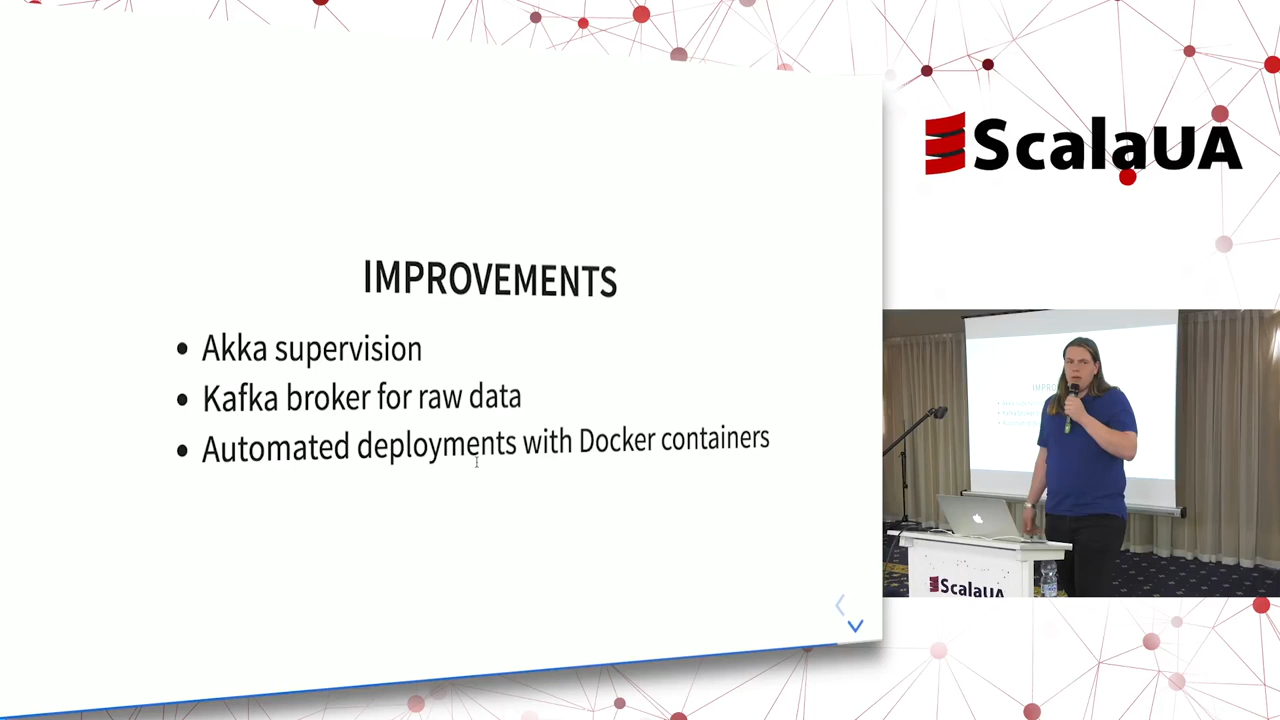 IMPROVEMENTS
• Akka supervision
• Kafka broker for raw data
• Automated deployments with Docker containers
ScalaUA
ScalaUA